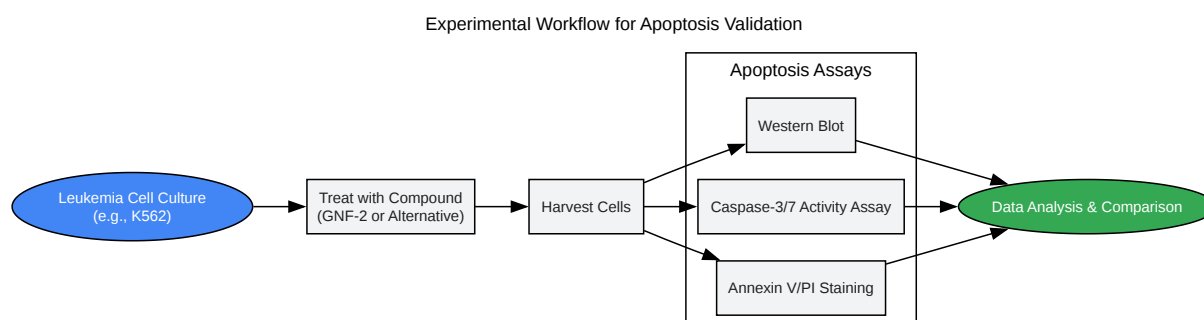 Experimental Workflow for Apoptosis Validation
Apoptosis Assays
Leukemia Cell Culture
(e.g., K562)
Treat with Compound
(GNF-2 or Alternative)
Harvest Cells
Western Blot
Caspase-3/7 Activity Assay
Annexin V/PI Staining
Data Analysis & Comparison